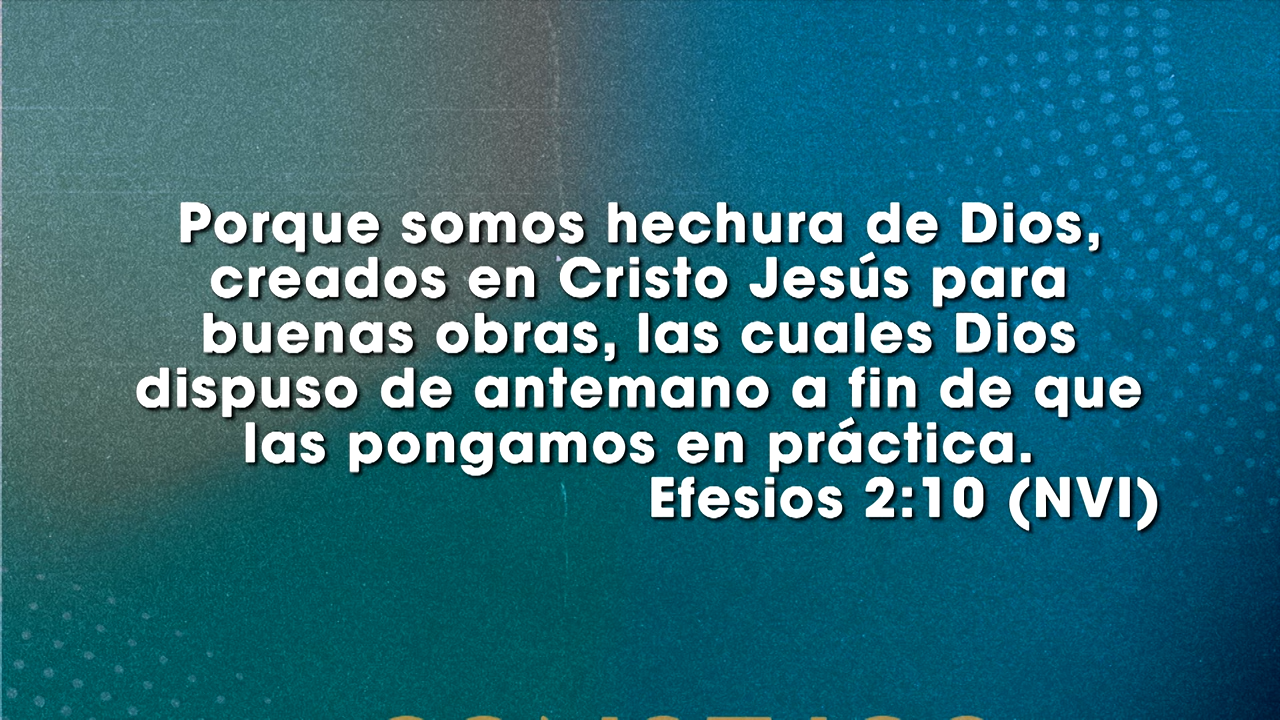 Porque somos hechura de Dios,
creados en Cristo Jesús para
buenas obras, las cuales Dios
dispuso de antemano a fin de que
las pongamos en práctica.
Efesios 2:10 (NVI)